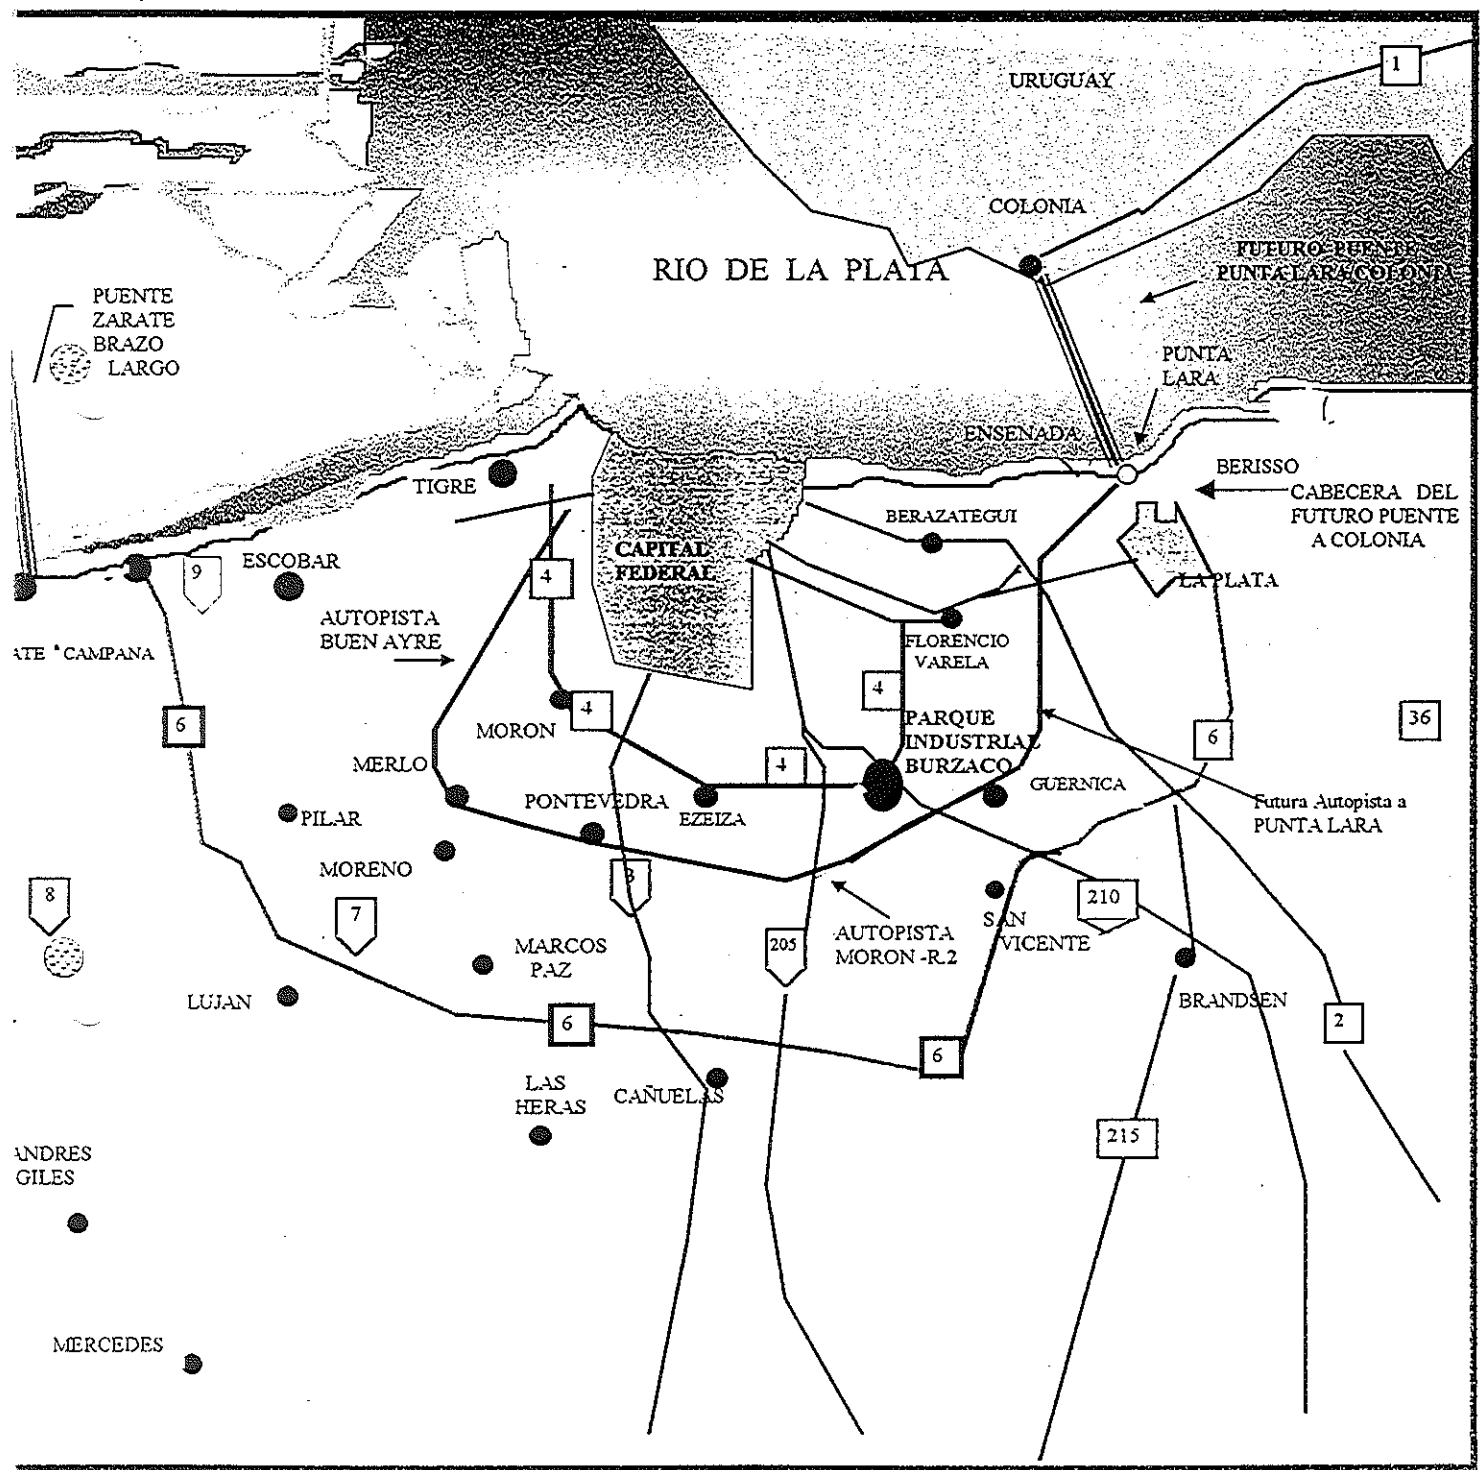 1
URUGUAY
COLONIA
FUTURO PUENTE
PUNTA LARA/COLONIA
RIO DE LA PLATA
PUENTE
ZARATE
BRAZO
LARGO
PUNTA
LARA
ENSENADA
BERISSO
TIGRE
CABECERA DEL
FUTURO PUENTE
A COLONIA
BERAZATEGUI
CAPITAL
FEDERAL
ESCOBAR
9
4
LA PLATA
AUTOPISTA
BUEN AYRE
FLORENCIO
VARELA
ATE
CAMPANA
4
6
4
PARQUE
INDUSTRIAL
BURZACO
36
6
MORON
MERLO
4
GUERNICA
PONTEVEDRA
EZEIZA
Futura Autopista a
PUNTA LARA
PILAR
MORENO
3
8
7
210
SAN
VICENTE
AUTOPISTA
MORON -R.2
205
MARCOS
PAZ
LUJAN
BRANDSEN
6
2
6
LAS
HERAS
CAÑUELAS
215
ANDRES
GILES
MERCEDES